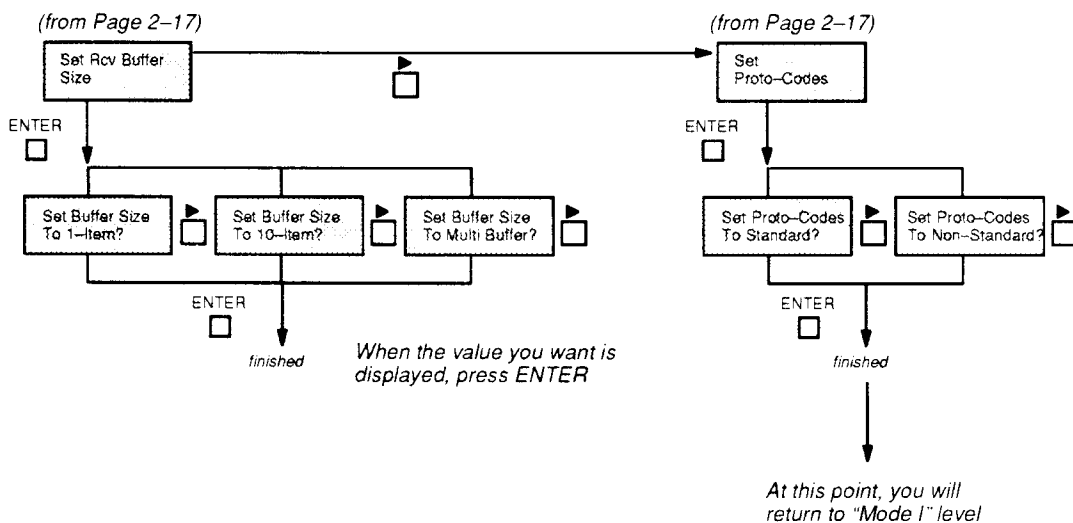 (from Page 2–17)
(from Page 2–17)
Set Rcv Buffer
Size
Set
Proto–Codes
ENTER
ENTER
Set Buffer Size
To 1–Item?
Set Buffer Size
To 10–Item?
Set Buffer Size
To Multi Buffer?
Set Proto–Codes
To Standard?
Set Proto–Codes
To Non–Standard?
ENTER
ENTER
finished
When the value you want is
displayed, press ENTER
finished
At this point, you will
return to "Mode I" level